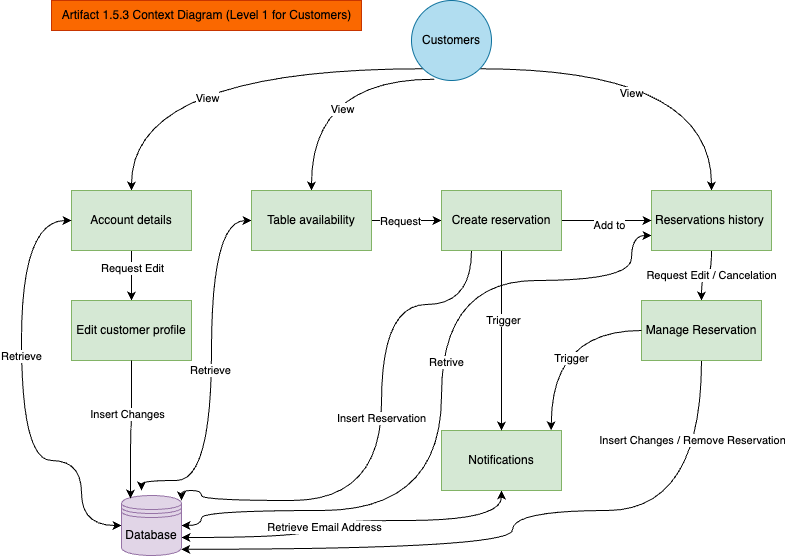 Artifact 1.5.3 Context Diagram (Level 1 for Customers)
Customers
View
View
View
Account details
Table availability
Request
Create reservation
Add to
Reservations history
Request Edit
Request Edit / Cancelation
Edit customer profile
Trigger
Manage Reservation
Retrieve
Retrieve
Retrive
Trigger
Insert Changes
Insert Reservation
Insert Changes / Remove Reservation
Notifications
Retrieve Email Address
Database